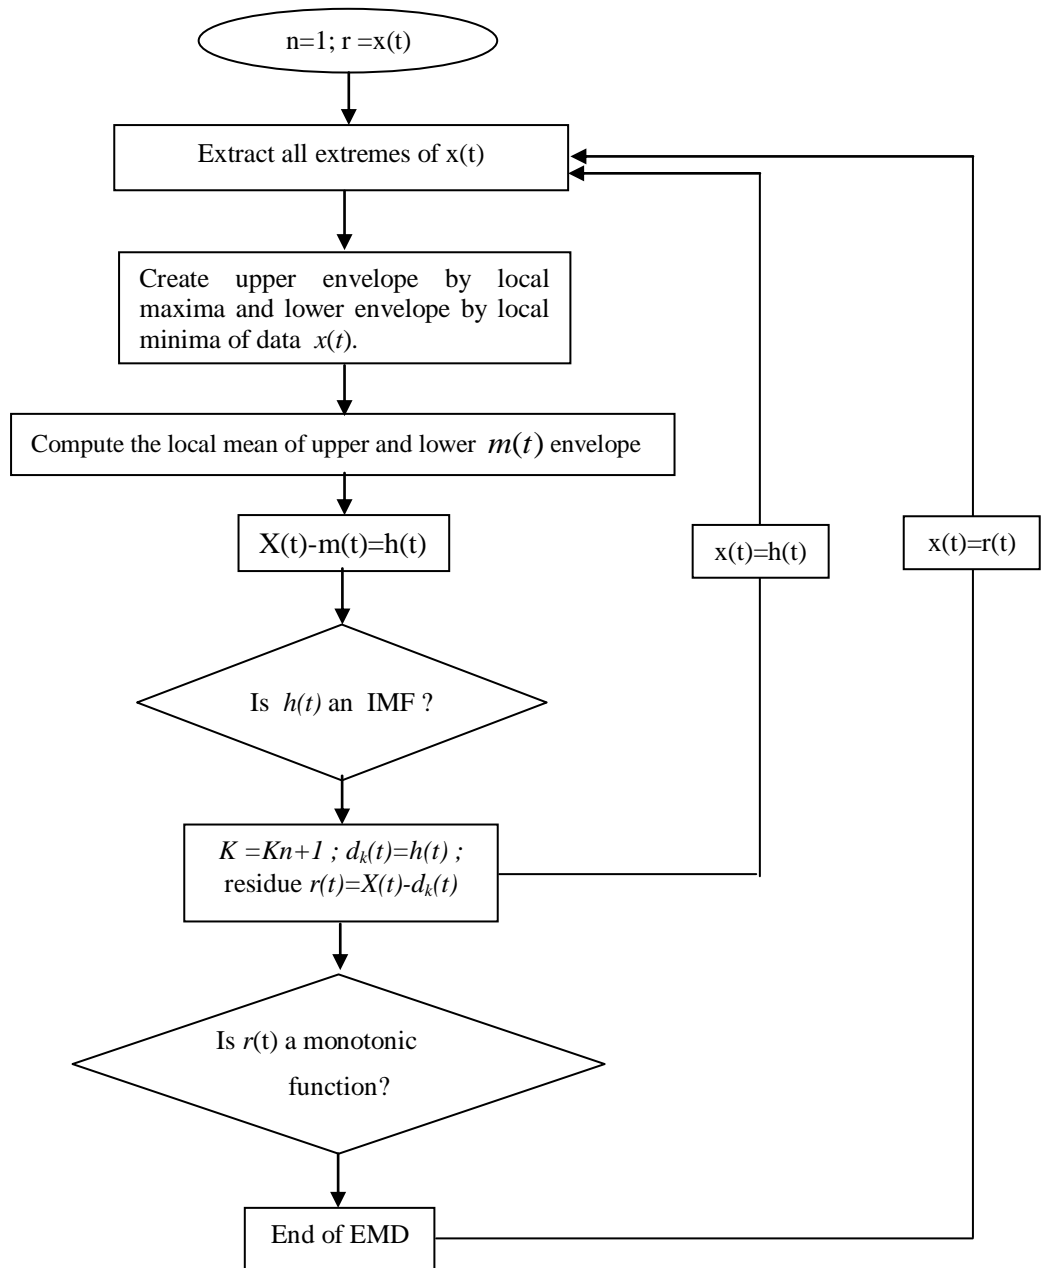 n=1; r =x(t)
Extract all extremes of x(t)
Create upper envelope by local
maxima and lower envelope by local
minima of data x(t).
Compute the local mean of upper and lower m(t) envelope
X(t)-m(t)=h(t)
x(t)=h(t)
x(t)=r(t)
Is h(t) an IMF ?
K =Kn+1 ; dₖ(t)=h(t) ;
residue r(t)=X(t)-dₖ(t)
Is r(t) a monotonic
function?
End of EMD